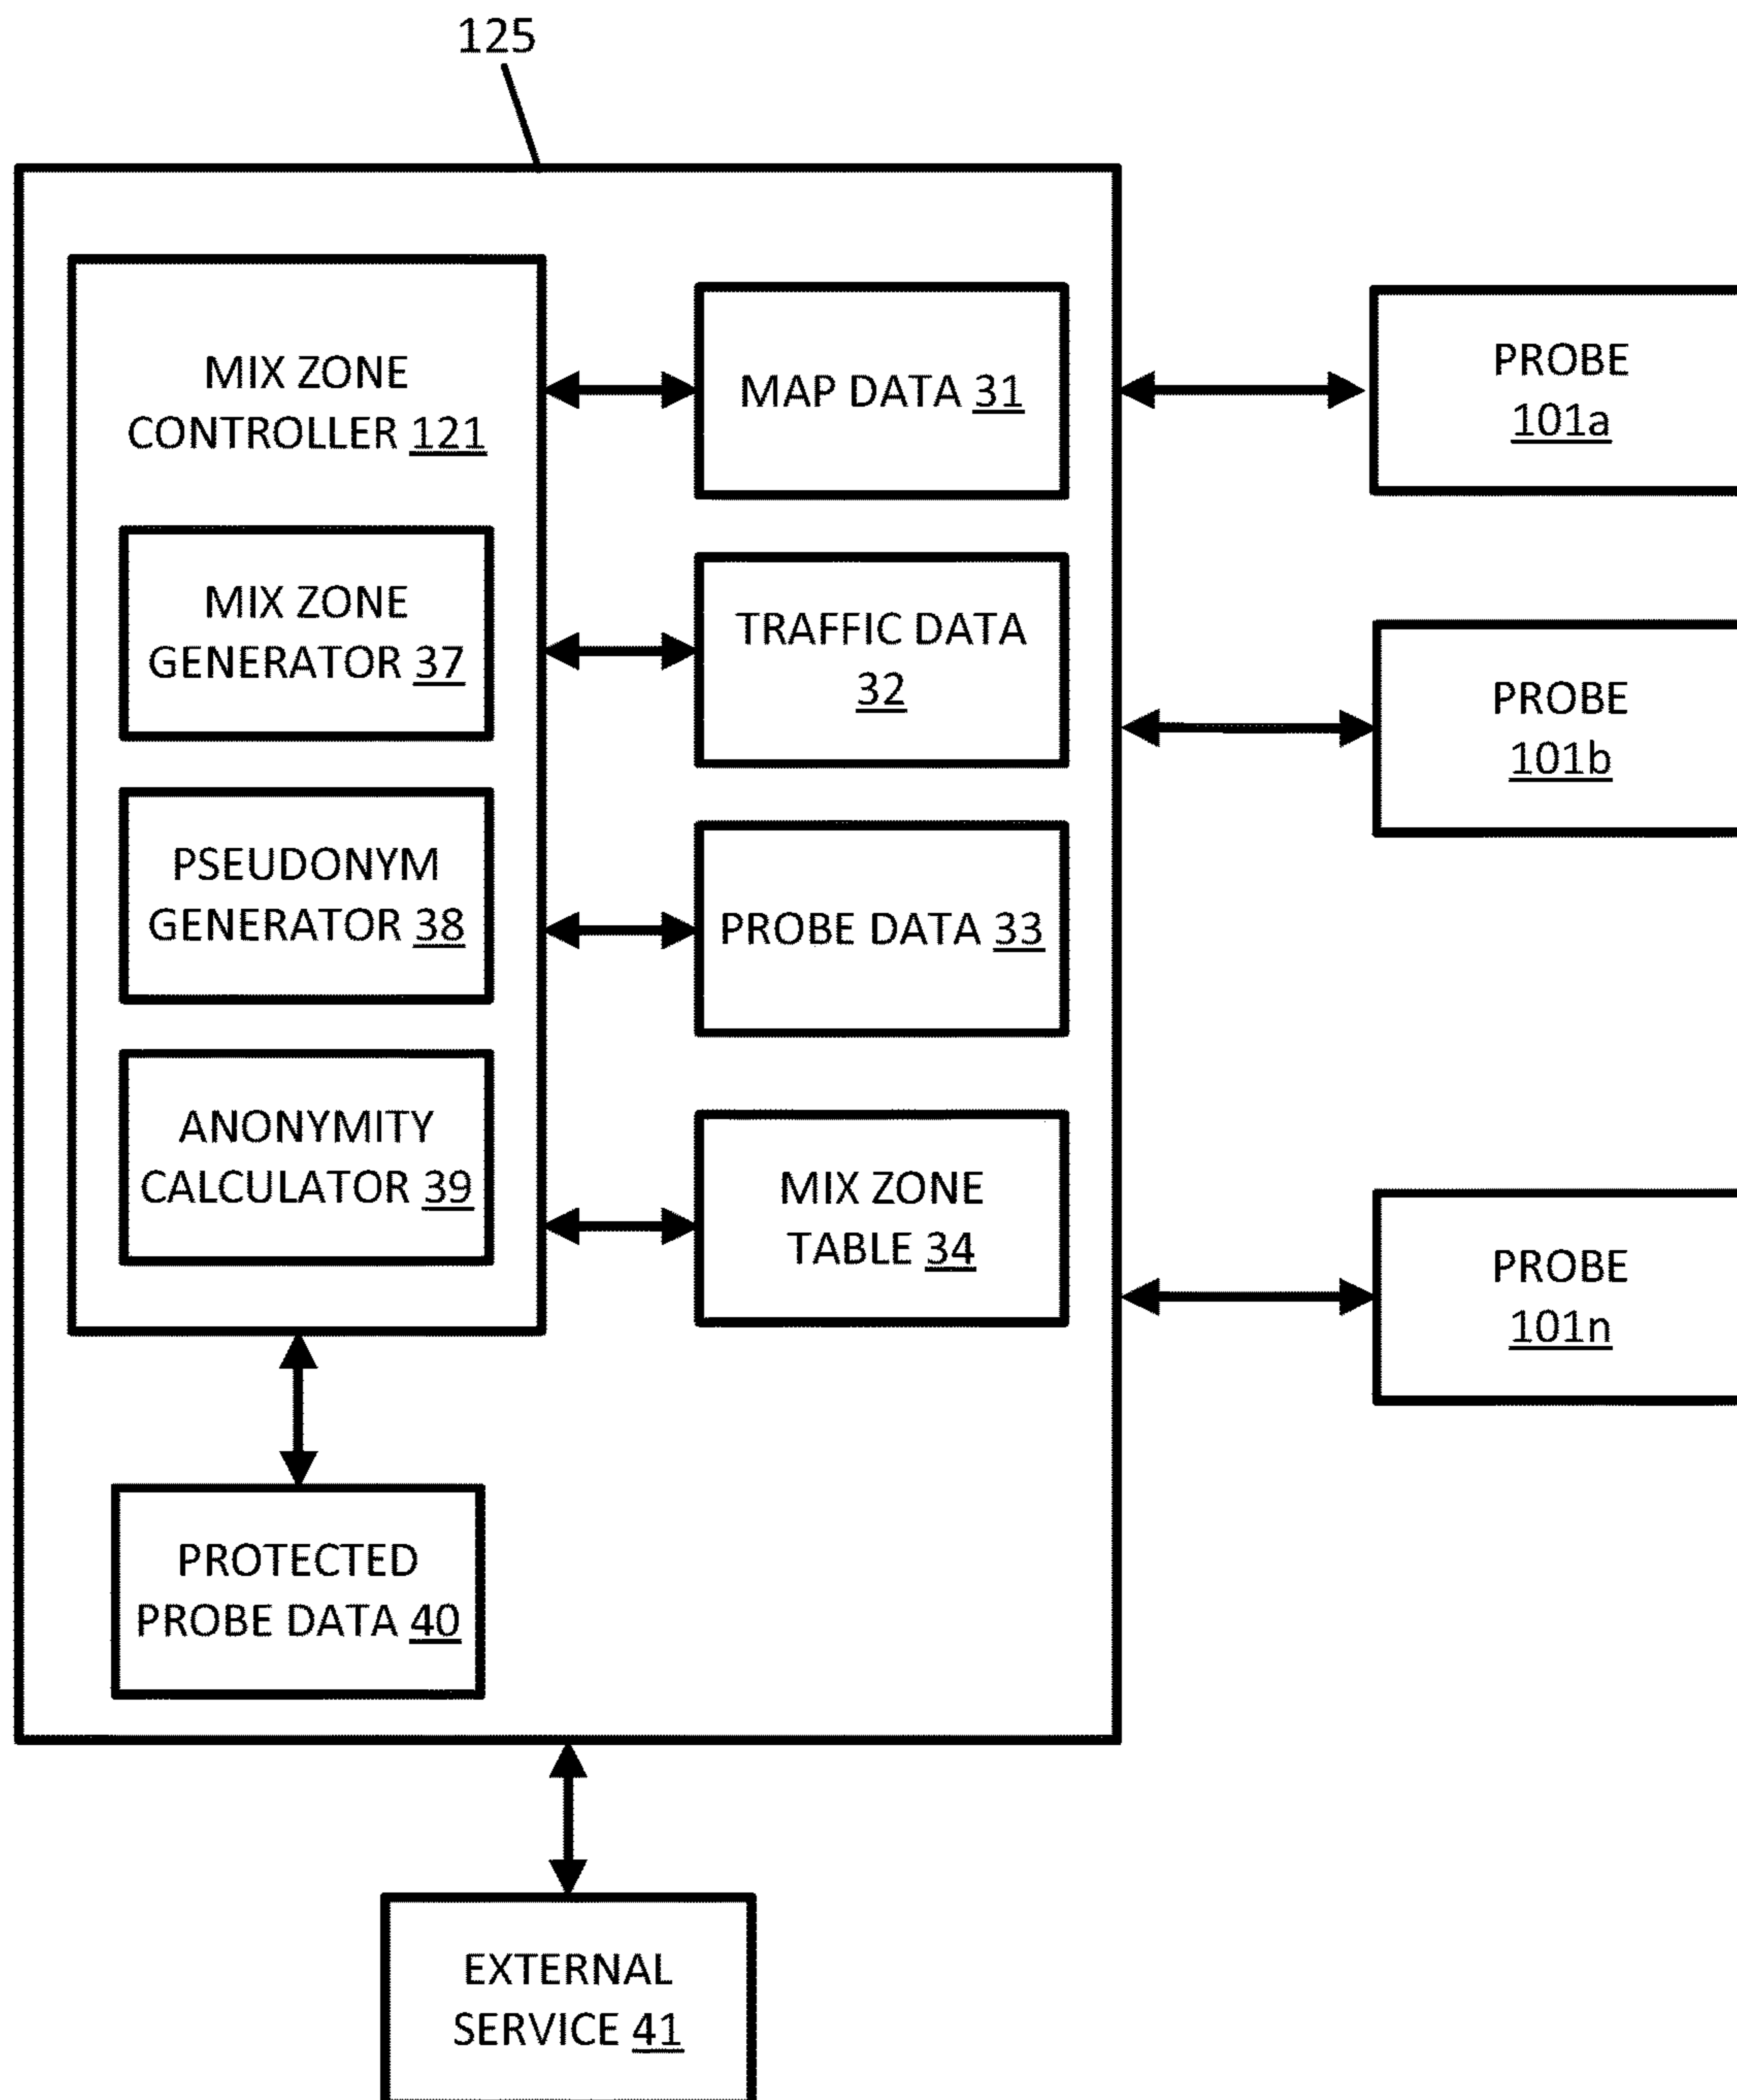 125
MIX ZONE
CONTROLLER 121
MIX ZONE
GENERATOR 37
PSEUDONYM
GENERATOR 38
ANONYMITY
CALCULATOR 39
MAP DATA 31
TRAFFIC DATA
32
PROBE DATA 33
MIX ZONE
TABLE 34
PROTECTED
PROBE DATA 40
EXTERNAL
SERVICE 41
PROBE
101a
PROBE
101b
PROBE
101n